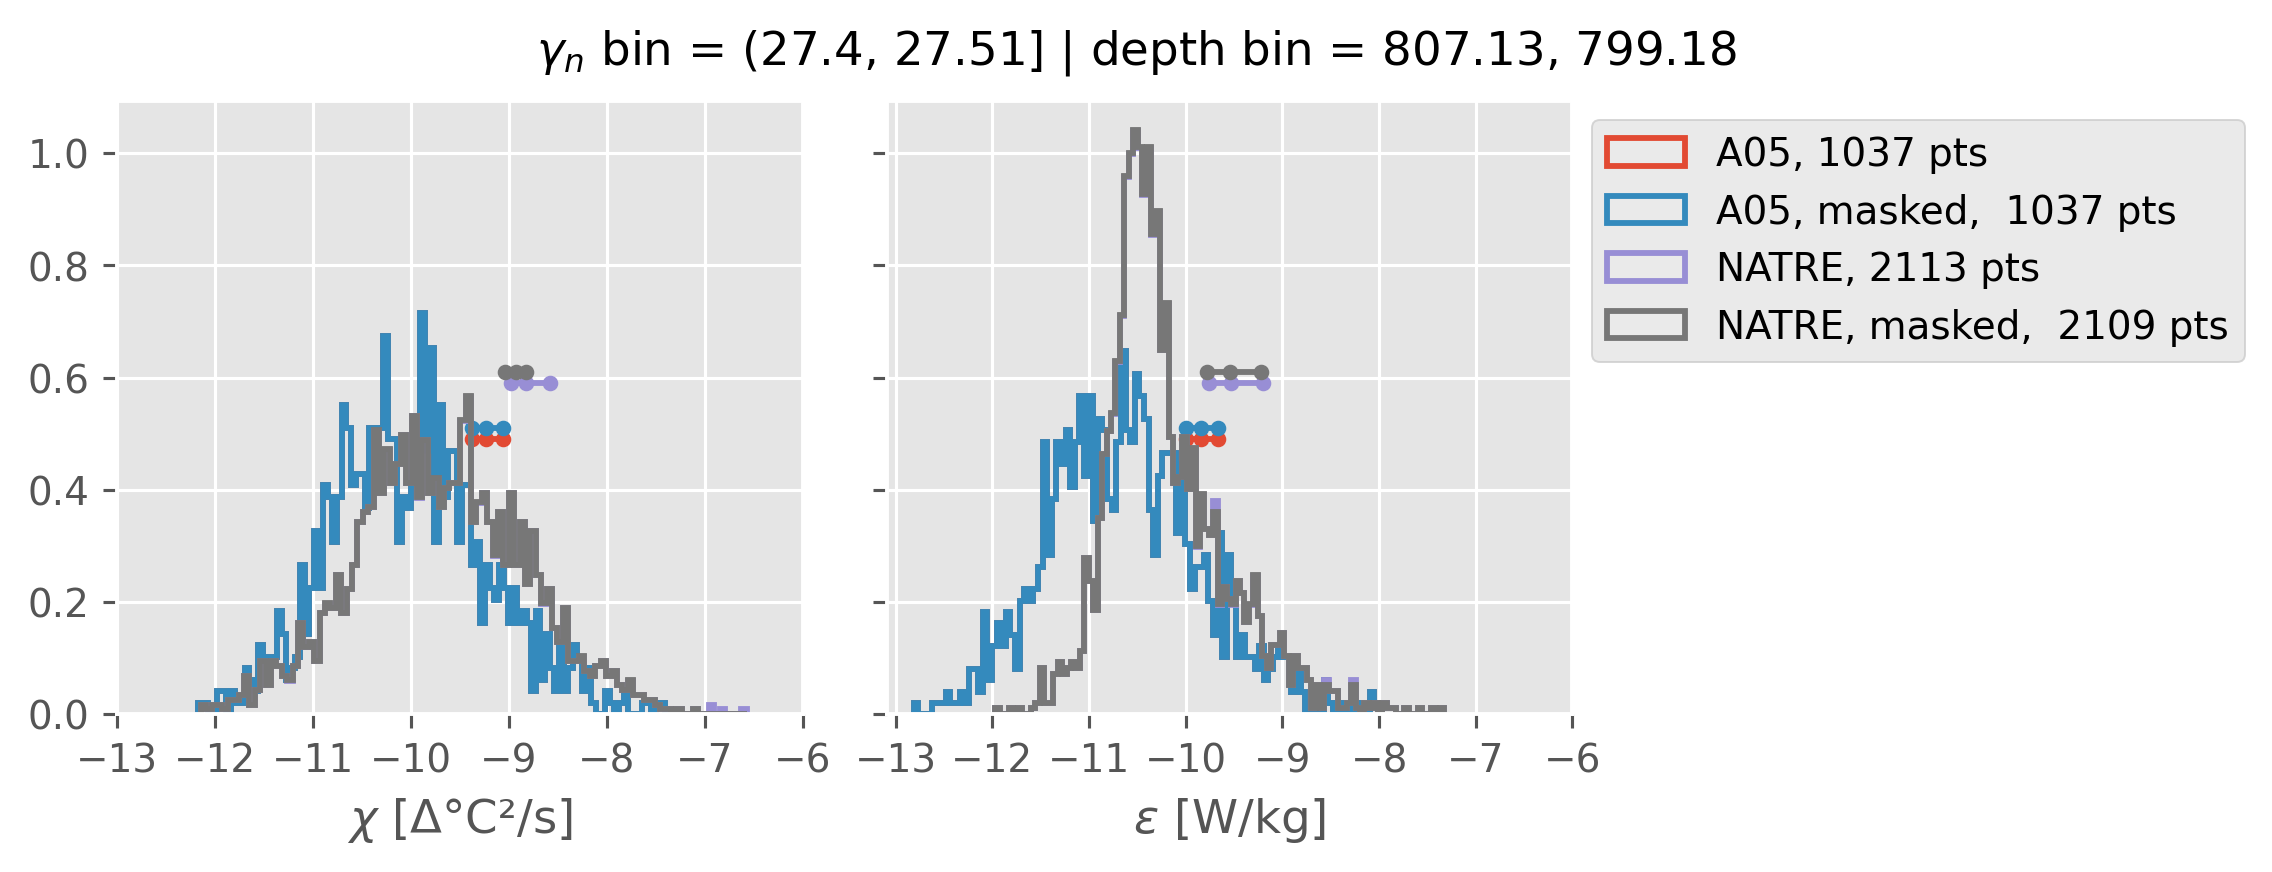 γn bin = (27.4, 27.51] | depth bin = 807.13, 799.18
1.0
0.8
0.6
0.4
0.2
0.0
−13 −12 −11 −10 −9 −8 −7 −6
χ [Δ°C²/s]
−13 −12 −11 −10 −9 −8 −7 −6
ε [W/kg]
A05, 1037 pts
A05, masked,  1037 pts
NATRE, 2113 pts
NATRE, masked,  2109 pts